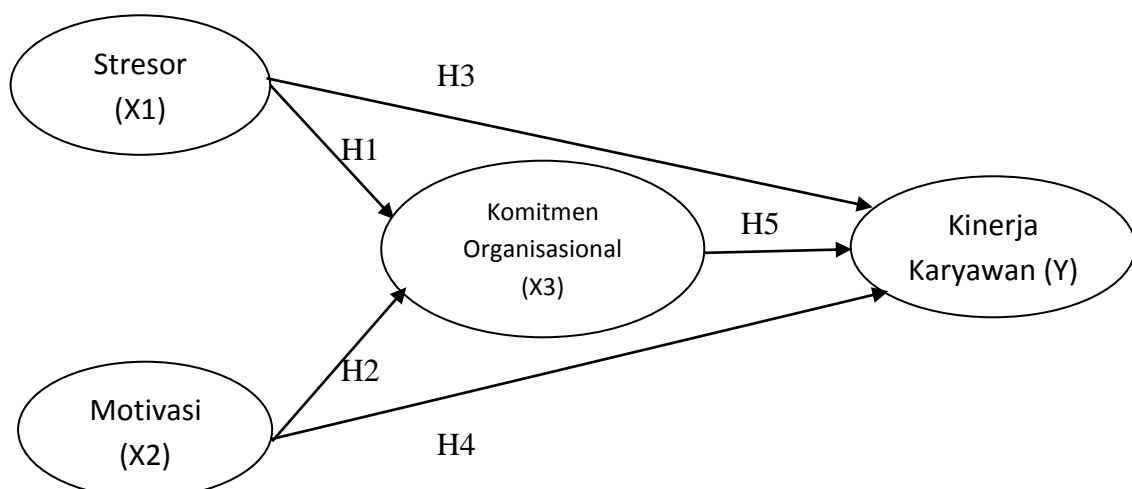 Stresor
(X1)
H3
H1
Komitmen
Organisasional
(X3)
H5
Kinerja
Karyawan (Y)
H2
Motivasi
(X2)
H4